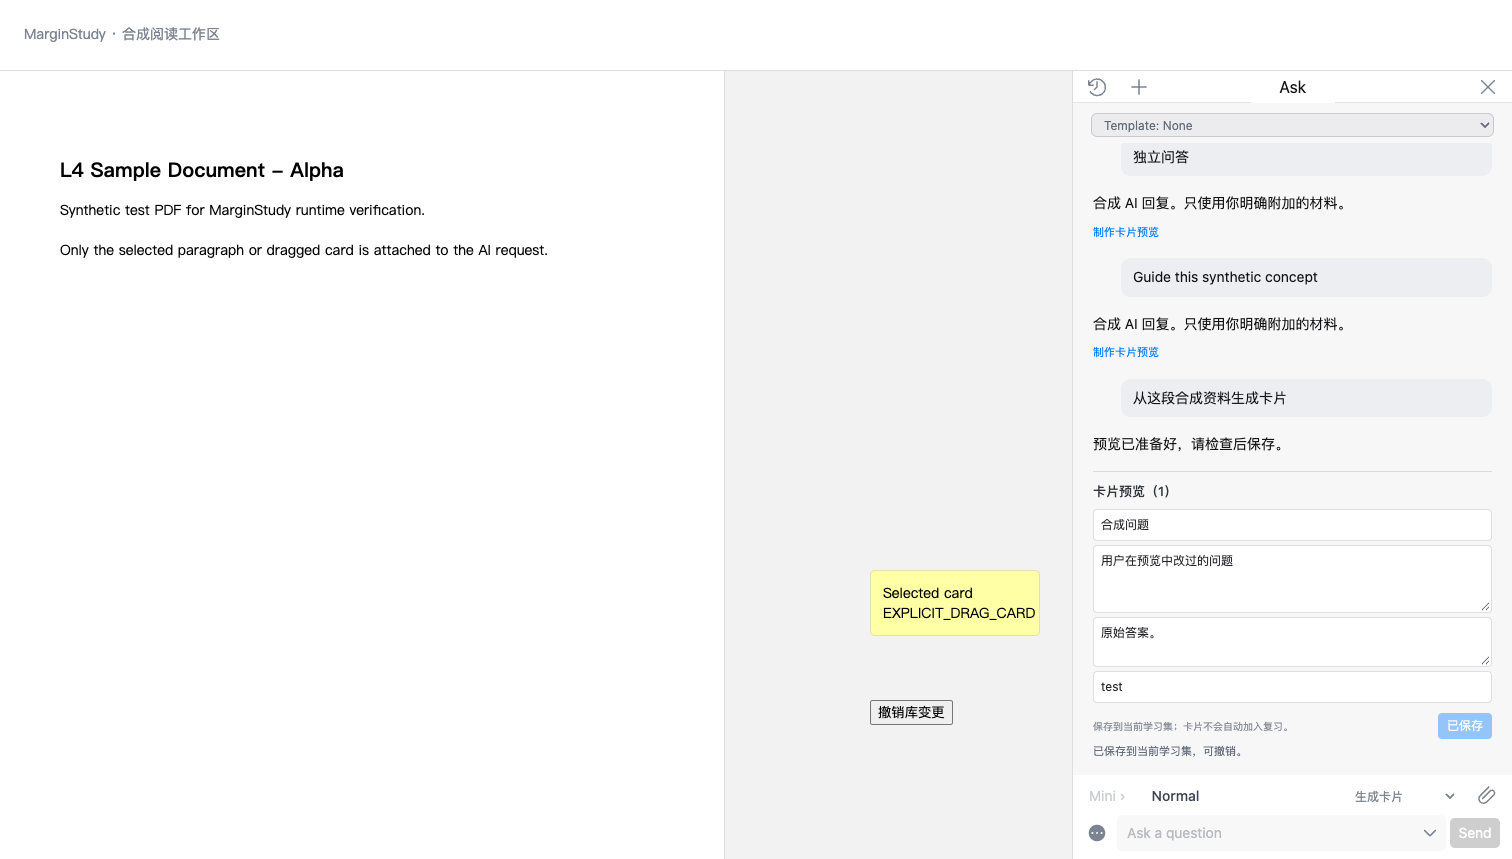 MarginStudy · 合成阅读工作区
L4 Sample Document – Alpha
Synthetic test PDF for MarginStudy runtime verification.
Only the selected paragraph or dragged card is attached to the AI request.
Selected card
EXPLICIT_DRAG_CARD
撤销库变更
Ask
Template: None
独立问答
合成 AI 回复。只使用你明确附加的材料。
制作卡片预览
Guide this synthetic concept
合成 AI 回复。只使用你明确附加的材料。
制作卡片预览
从这段合成资料生成卡片
预览已准备好，请检查后保存。
卡片预览（1）
合成问题
用户在预览中改过的问题
原始答案。
test
保存到当前学习集；卡片不会自动加入复习。
已保存
已保存到当前学习集，可撤销。
Mini ›
Normal
生成卡片
Ask a question
Send